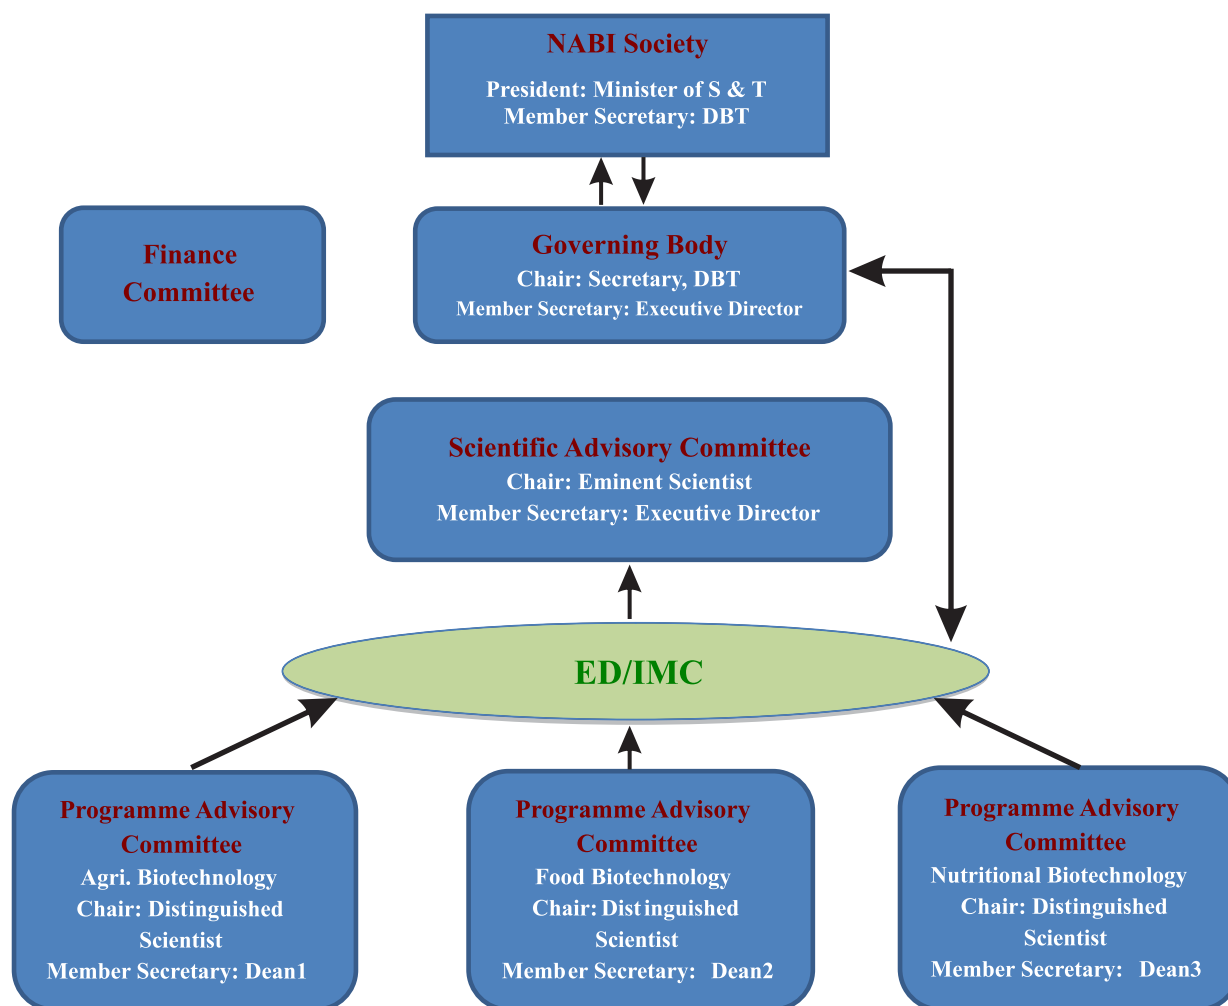 NABI Society
President: Minister of S & T
Member Secretary: DBT
Finance
Committee
Governing Body
Chair: Secretary, DBT
Member Secretary: Executive Director
Scientific Advisory Committee
Chair: Eminent Scientist
Member Secretary: Executive Director
ED/IMC
Programme Advisory
Committee
Agri. Biotechnology
Chair: Distinguished
Scientist
Member Secretary: Dean1
Programme Advisory
Committee
Food Biotechnology
Chair: Distinguished
Scientist
Member Secretary: Dean2
Programme Advisory
Committee
Nutritional Biotechnology
Chair: Distinguished
Scientist
Member Secretary: Dean3